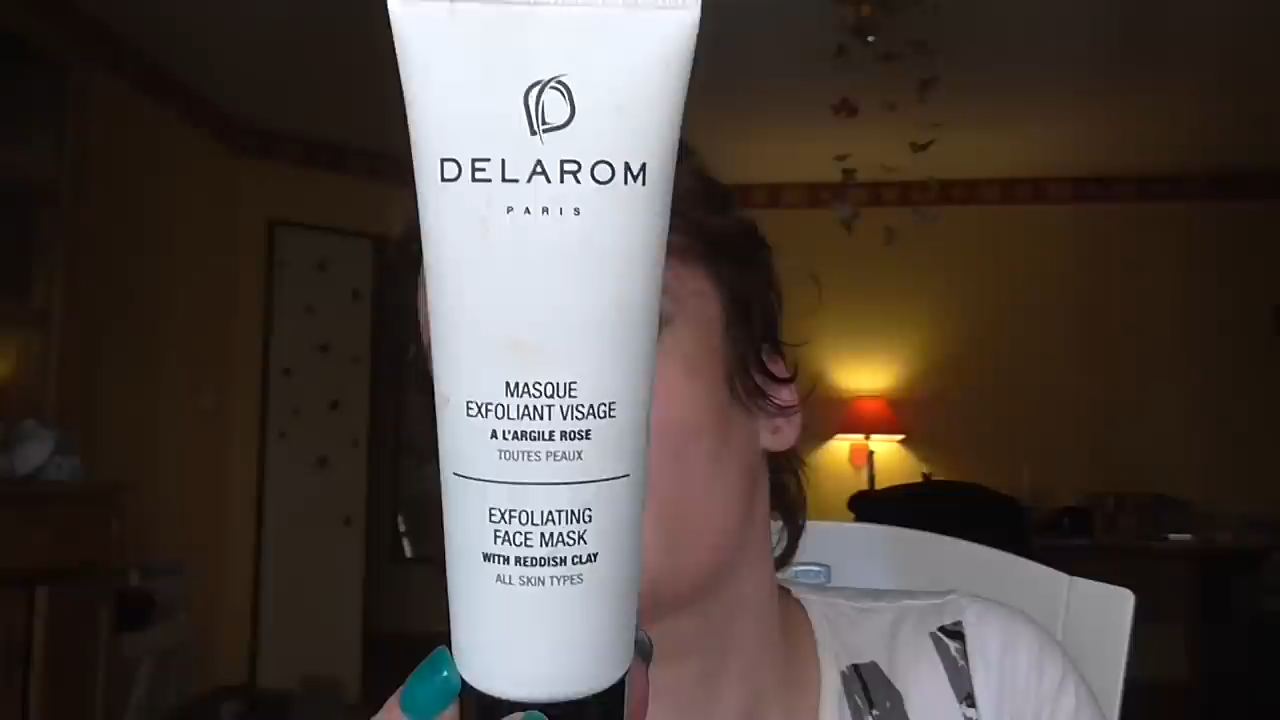 DELAROM
PARIS
MASQUE
EXFOLIANT VISAGE
A L'ARGILE ROSE
TOUTES PEAUX
EXFOLIATING
FACE MASK
WITH REDDISH CLAY
ALL SKIN TYPES